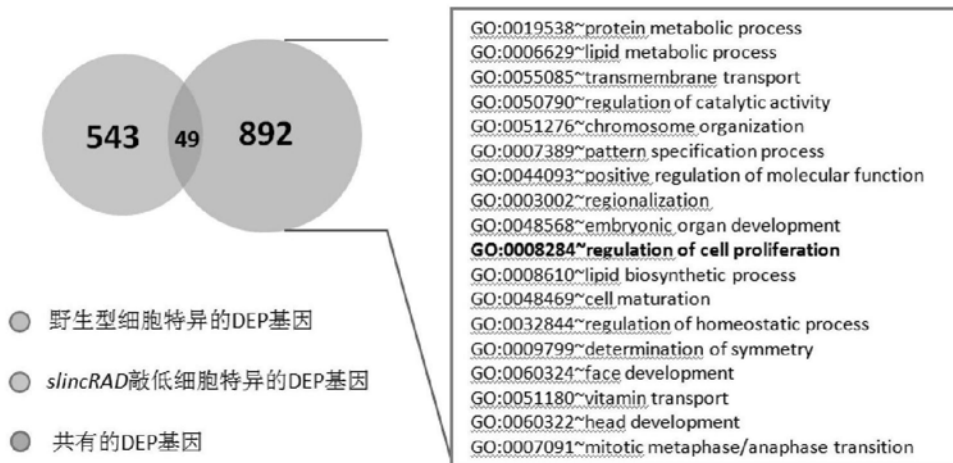 543
49
892
野生型细胞特异的DEP基因
slincRAD敲低细胞特异的DEP基因
共有的DEP基因
GO:0019538~protein metabolic process
GO:0006629~lipid metabolic process
GO:0055085~transmembrane transport
GO:0050790~regulation of catalytic activity
GO:0051276~chromosome organization
GO:0007389~pattern specification process
GO:0044093~positive regulation of molecular function
GO:0003002~regionalization
GO:0048568~embryonic organ development
GO:0008284~regulation of cell proliferation
GO:0008610~lipid biosynthetic process
GO:0048469~cell maturation
GO:0032844~regulation of homeostatic process
GO:0009799~determination of symmetry
GO:0060324~face development
GO:0051180~vitamin transport
GO:0060322~head development
GO:0007091~mitotic metaphase/anaphase transition